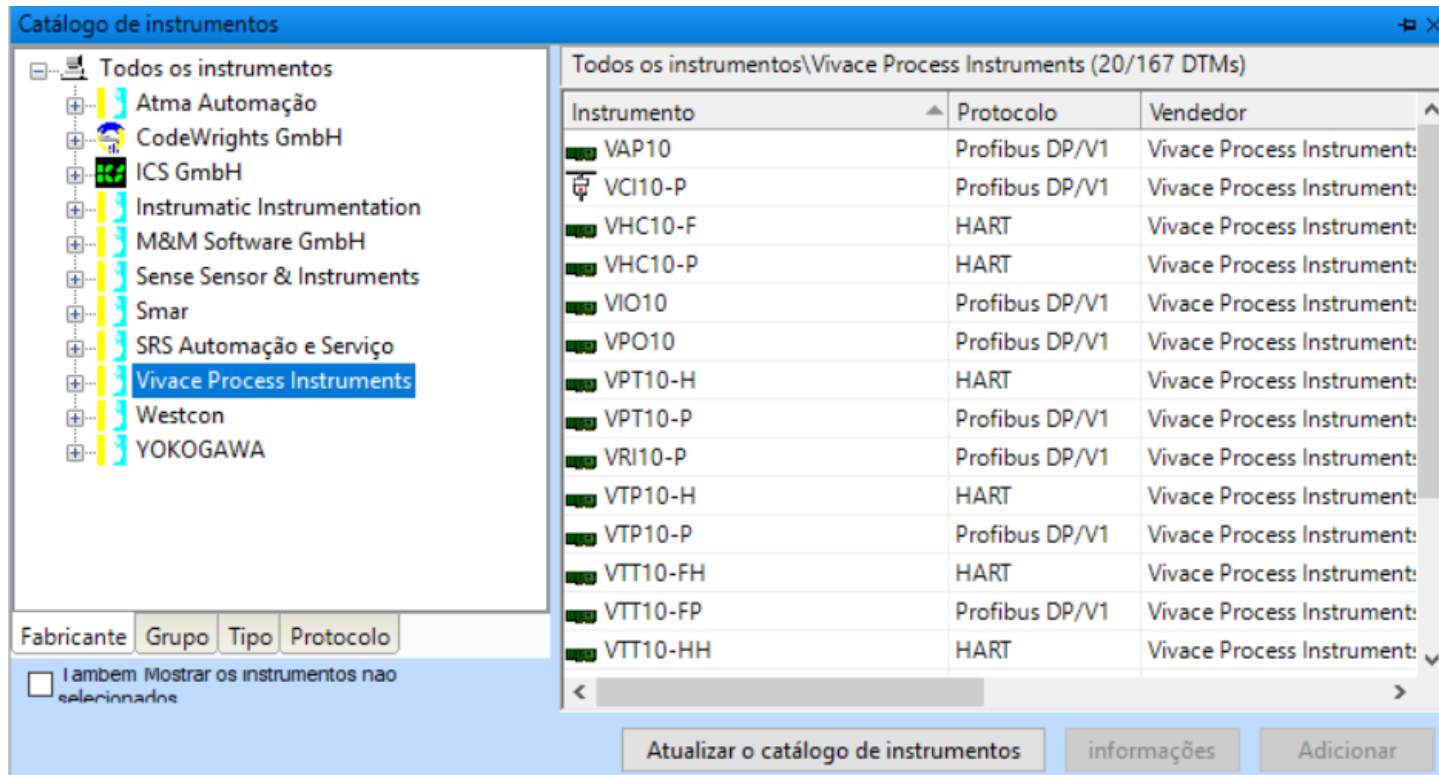 Catálogo de instrumentos
Todos os instrumentos
Atma Automação
CodeWrights GmbH
ICS GmbH
Instrumatic Instrumentation
M&M Software GmbH
Sense Sensor & Instruments
Smar
SRS Automação e Serviço
Vivace Process Instruments
Westcon
YOKOGAWA
Fabricante Grupo Tipo Protocolo
Tambem Mostrar os instrumentos nao
selecionados
Todos os instrumentos\Vivace Process Instruments (20/167 DTMs)
Instrumento Protocolo Vendedor
VAP10 Profibus DP/V1 Vivace Process Instruments
VCI10-P Profibus DP/V1 Vivace Process Instruments
VHC10-F HART Vivace Process Instruments
VHC10-P HART Vivace Process Instruments
VIO10 Profibus DP/V1 Vivace Process Instruments
VPO10 Profibus DP/V1 Vivace Process Instruments
VPT10-H HART Vivace Process Instruments
VPT10-P Profibus DP/V1 Vivace Process Instruments
VRI10-P Profibus DP/V1 Vivace Process Instruments
VTP10-H HART Vivace Process Instruments
VTP10-P Profibus DP/V1 Vivace Process Instruments
VTT10-FH HART Vivace Process Instruments
VTT10-FP Profibus DP/V1 Vivace Process Instruments
VTT10-HH HART Vivace Process Instruments
Atualizar o catálogo de instrumentos informações Adicionar